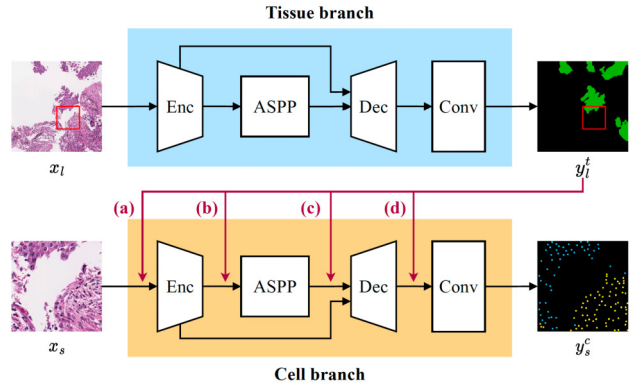 Tissue branch
Enc
ASPP
Dec
Conv
x_l
y_l^t
(a)
(b)
(c)
(d)
Enc
ASPP
Dec
Conv
x_s
y_s^c
Cell branch